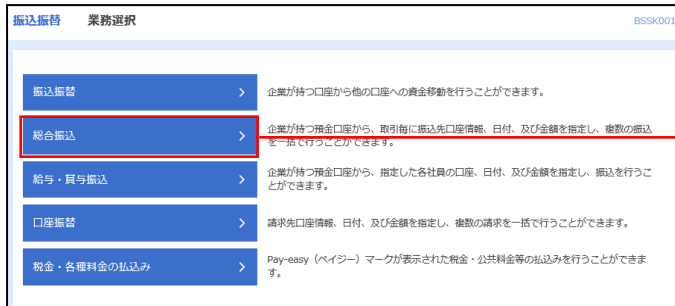 振込振替 業務選択 BSSK001
振込振替 企業が持つ口座から他の口座への資金移動を行うことができます。
総合振込 企業が持つ預金口座から、取引毎に振込先口座情報、日付、及び金額を指定し、複数の振込
を一括で行うことができます。
給与・賞与振込 企業が持つ預金口座から、指定した各社員の口座、日付、及び金額を指定し、振込を行うこ
とができます。
口座振替 請求先口座情報、日付、及び金額を指定し、複数の請求を一括で行うことができます。
税金・各種料金の払込み Pay-easy（ペイジー）マークが表示された税金・公共料金等の払込みを行うことができま
す。